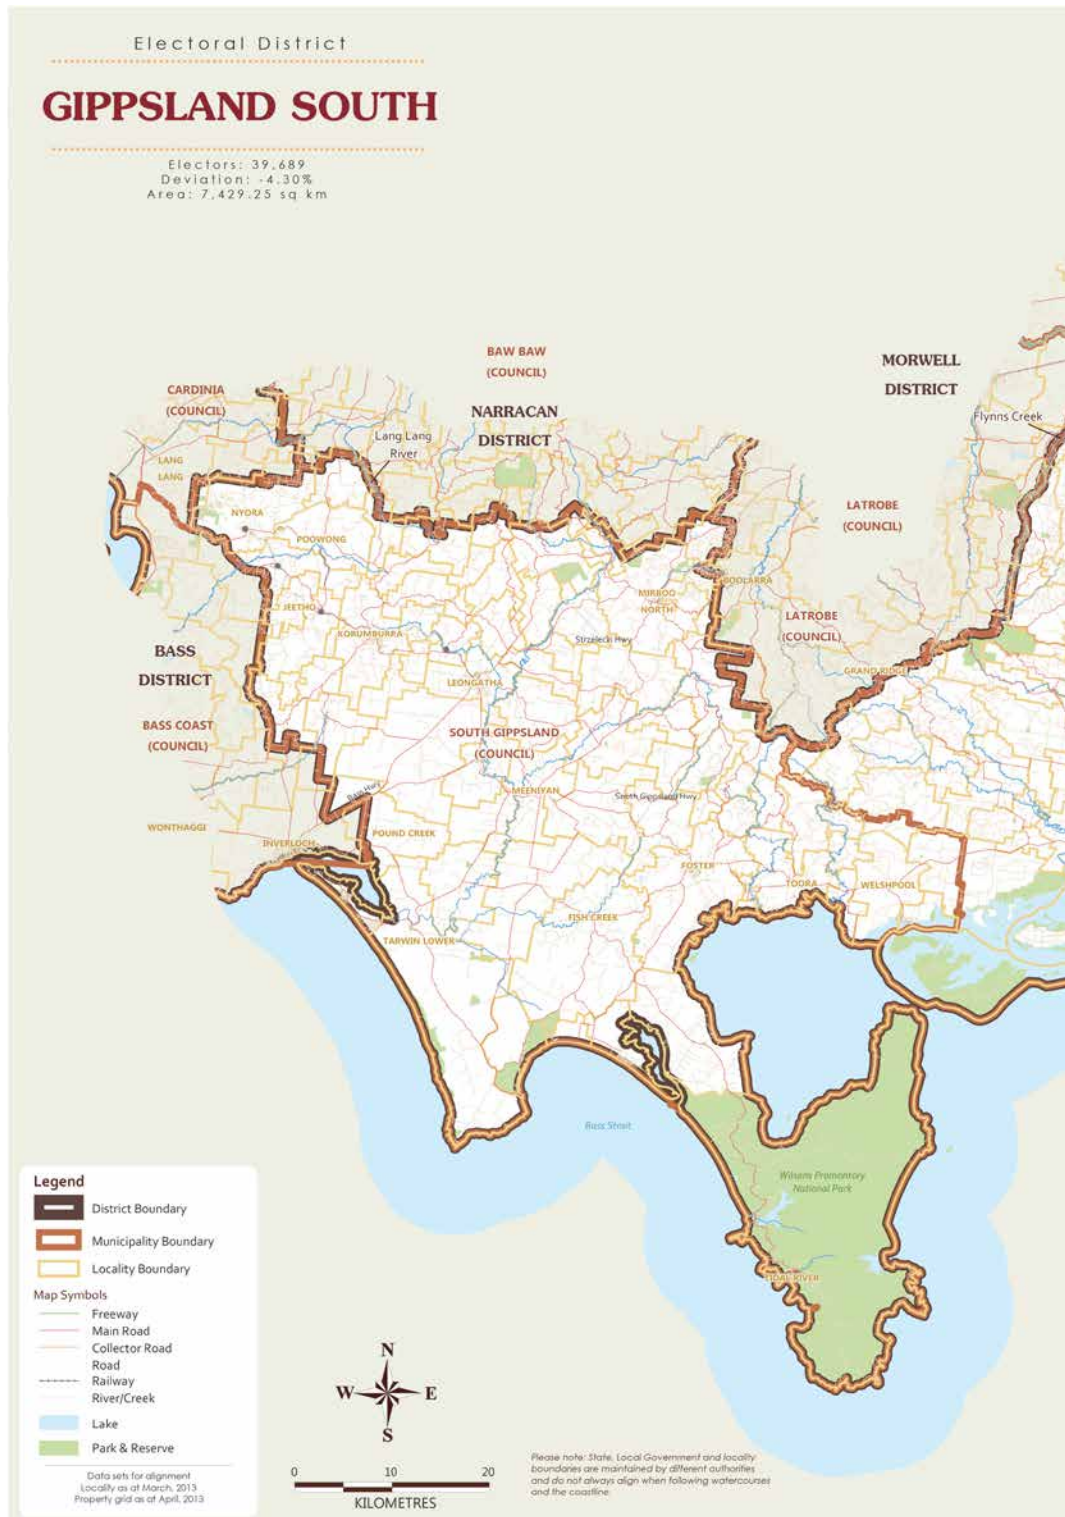 Electoral District
GIPPSLAND SOUTH
Electors: 39,689
Deviation: -4.30%
Area: 7,429.25 sq km
BAW BAW
(COUNCIL)
MORWELL
DISTRICT
CARDINIA
(COUNCIL)
NARRACAN
DISTRICT
Flynns Creek
Lang Lang
River
LANG
LANG
LATROBE
(COUNCIL)
NYORA
POOWONG
BOOLARRA
MIRBOO
NORTH
JEETHO
LATROBE
(COUNCIL)
KORUMBURRA
Strzelecki Hwy
BASS
DISTRICT
GRAND RIDGE
LEONGATHA
BASS COAST
(COUNCIL)
SOUTH GIPPSLAND
(COUNCIL)
MEENIYAN
Bass Hwy
South Gippsland Hwy
WONTHAGGI
POUND CREEK
INVERLOCH
FOSTER
TOORA
WELSHPOOL
FISH CREEK
TARWIN LOWER
Bass Strait
Wilsons Promontory
National Park
TIDAL RIVER
Legend
District Boundary
Municipality Boundary
Locality Boundary
Map Symbols
Freeway
Main Road
Collector Road
Road
Railway
River/Creek
Lake
Park & Reserve
Data sets for alignment
Locality as at March, 2013
Property grid as at April, 2013
N
W E
S
0 10 20
KILOMETRES
Please note: State, Local Government and locality
boundaries are maintained by different authorities
and do not always align when following watercourses
and the coastline.